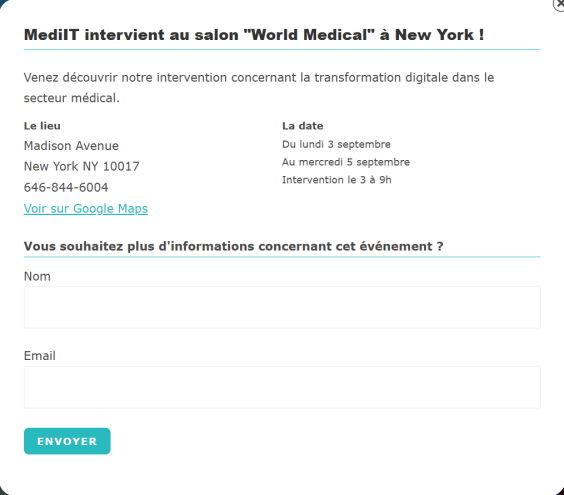 MediIT intervient au salon "World Medical" à New York !
Venez découvrir notre intervention concernant la transformation digitale dans le
secteur médical.
Le lieu
Madison Avenue
New York NY 10017
646-844-6004
Voir sur Google Maps
La date
Du lundi 3 septembre
Au mercredi 5 septembre
Intervention le 3 à 9h
Vous souhaitez plus d'informations concernant cet événement ?
Nom
Email
ENVOYER